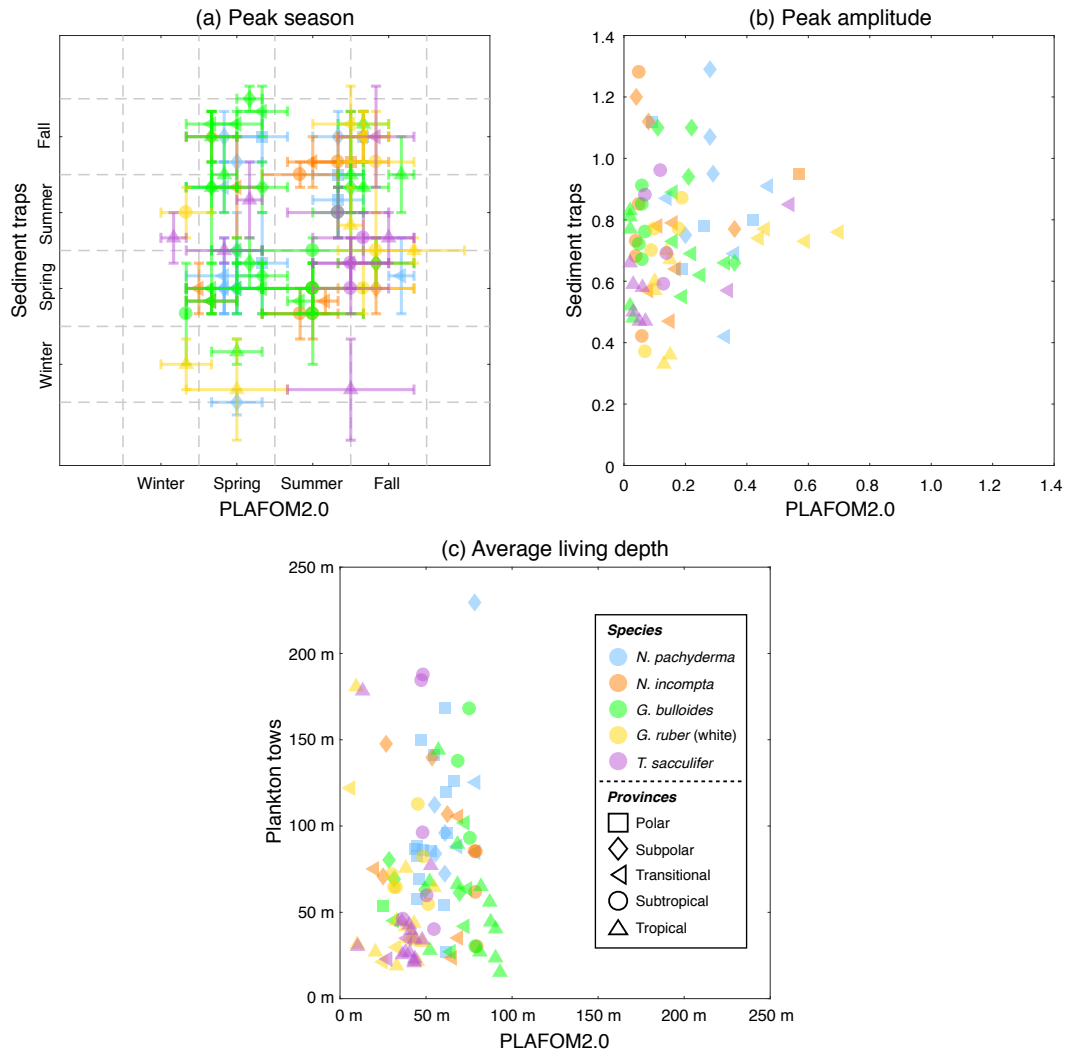 (a) Peak season
Sediment traps
Fall
Summer
Spring
Winter
Winter Spring Summer Fall
PLAFOM2.0
(b) Peak amplitude
Sediment traps
1.4
1.2
1.0
0.8
0.6
0.4
0.2
0
0 0.2 0.4 0.6 0.8 1.0 1.2 1.4
PLAFOM2.0
(c) Average living depth
Plankton tows
250 m
200 m
150 m
100 m
50 m
0 m
0 m 50 m 100 m 150 m 200 m 250 m
PLAFOM2.0
Species
N. pachyderma
N. incompta
G. bulloides
G. ruber (white)
T. sacculifer
Provinces
Polar
Subpolar
Transitional
Subtropical
Tropical